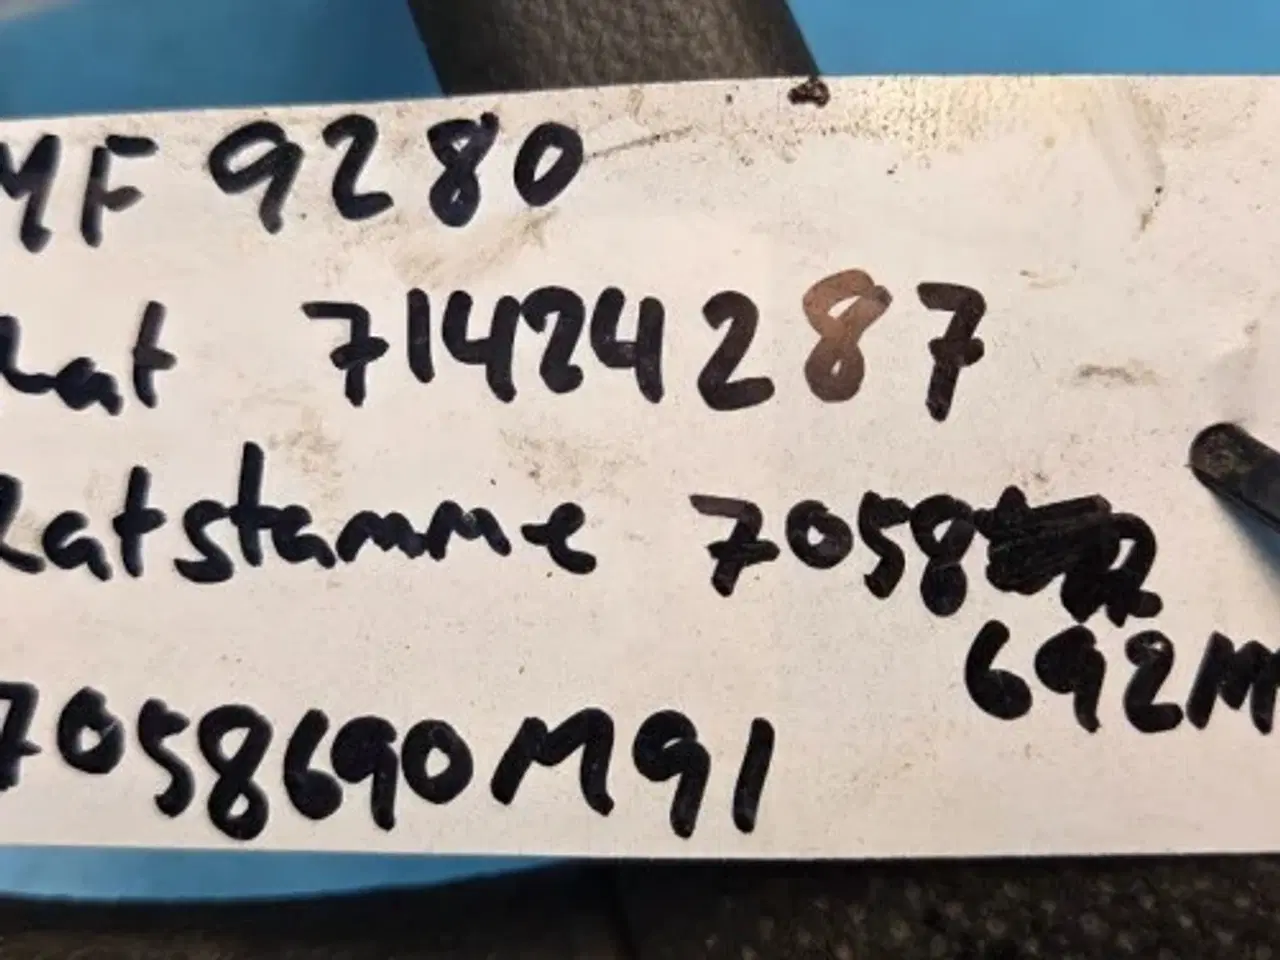 MF 9280
Rat 71424287
Ratstamme 7058
692M
7058690M91